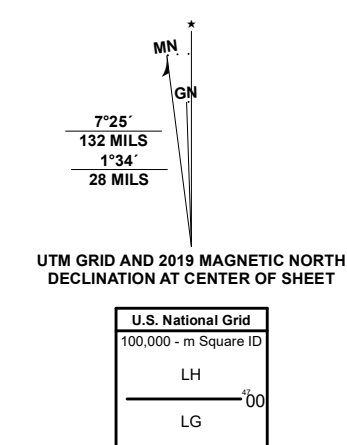 ★
MN
GN
7°25´
132 MILS
1°34´
28 MILS
UTM GRID AND 2019 MAGNETIC NORTH
DECLINATION AT CENTER OF SHEET
U.S. National Grid
100,000 - m Square ID
LH
47 00
LG